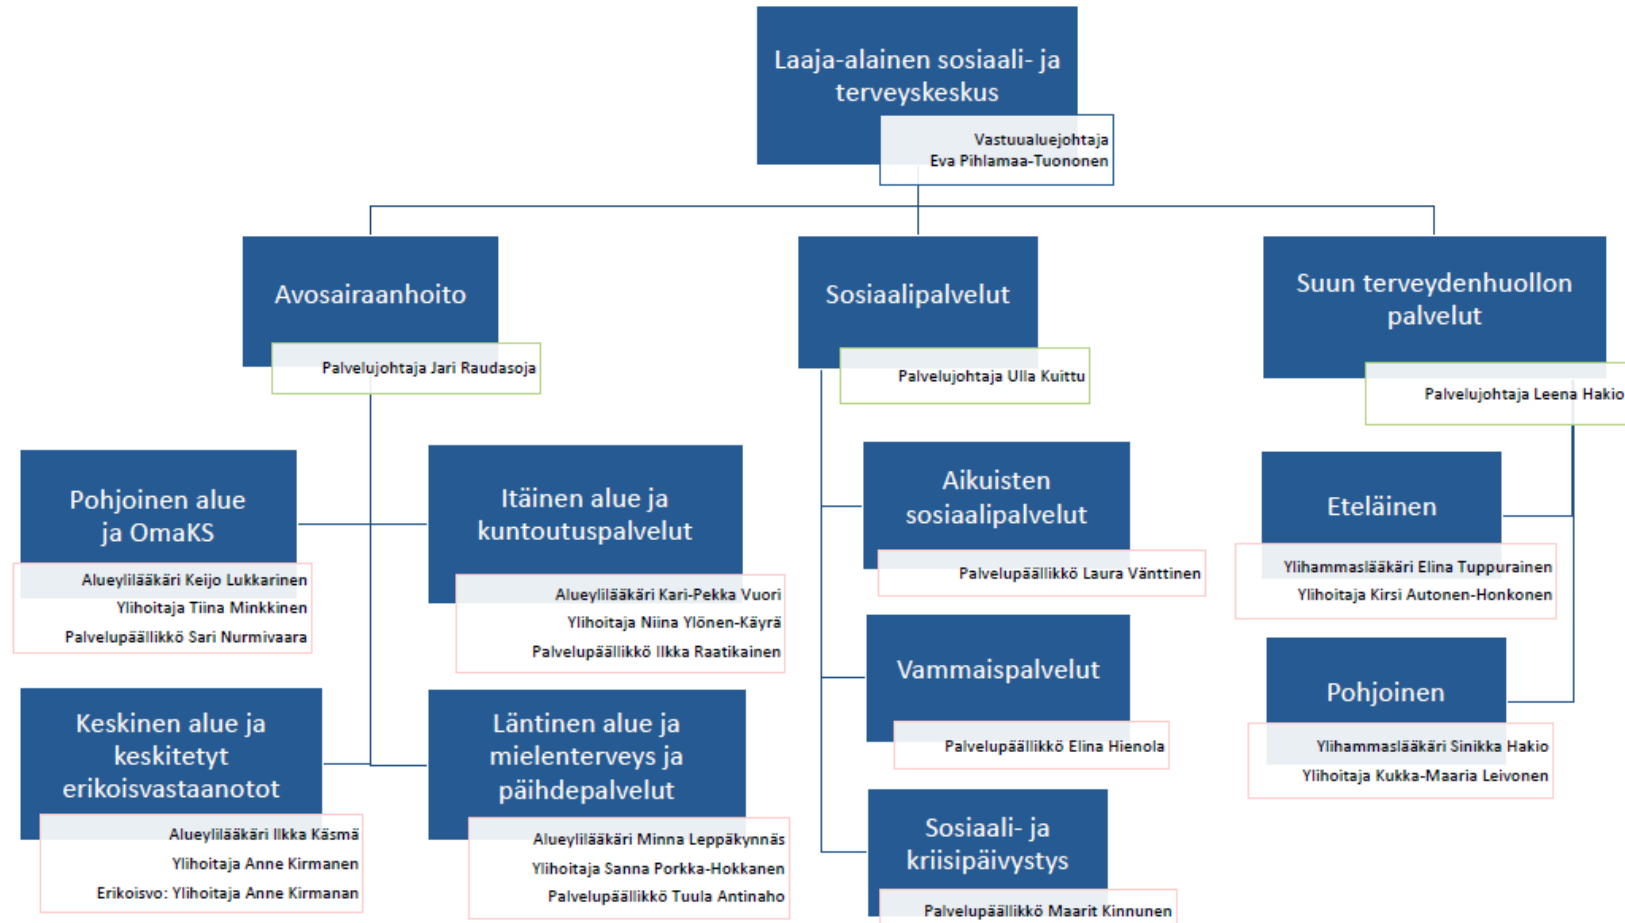 Laaja-alainen sosiaali- ja
terveyskeskus
Vastuualuejohtaja
Eva Pihlamaa-Tuononen
Avosairaanhoito
Palvelujohtaja Jari Raudasoja
Pohjoinen alue
ja OmaKS
Alueylilääkäri Keijo Lukkarinen
Ylihoitaja Tiina Minkkinen
Palvelupäällikkö Sari Nurmivaara
Itäinen alue ja
kuntoutuspalvelut
Alueylilääkäri Kari-Pekka Vuori
Ylihoitaja Niina Ylönen-Käyrä
Palvelupäällikkö Ilkka Raatikainen
Keskinen alue ja
keskitetyt
erikoisvastaanotot
Alueylilääkäri Ilkka Käsmä
Ylihoitaja Anne Kirmanen
Erikoisvo: Ylihoitaja Anne Kirmanan
Läntinen alue ja
mielenterveys ja
päihdepalvelut
Alueylilääkäri Minna Leppäkynnäs
Ylihoitaja Sanna Porkka-Hokkanen
Palvelupäällikkö Tuula Antinaho
Sosiaalipalvelut
Palvelujohtaja Ulla Kuittu
Aikuisten
sosiaalipalvelut
Palvelupäällikkö Laura Vänttinen
Vammaispalvelut
Palvelupäällikkö Elina Hienola
Sosiaali- ja
kriisipäivystys
Palvelupäällikkö Maarit Kinnunen
Suun terveydenhuollon
palvelut
Palvelujohtaja Leena Hakio
Eteläinen
Ylihammaslääkäri Elina Tuppurainen
Ylihoitaja Kirsi Autonen-Honkonen
Pohjoinen
Ylihammaslääkäri Sinikka Hakio
Ylihoitaja Kukka-Maaria Leivonen